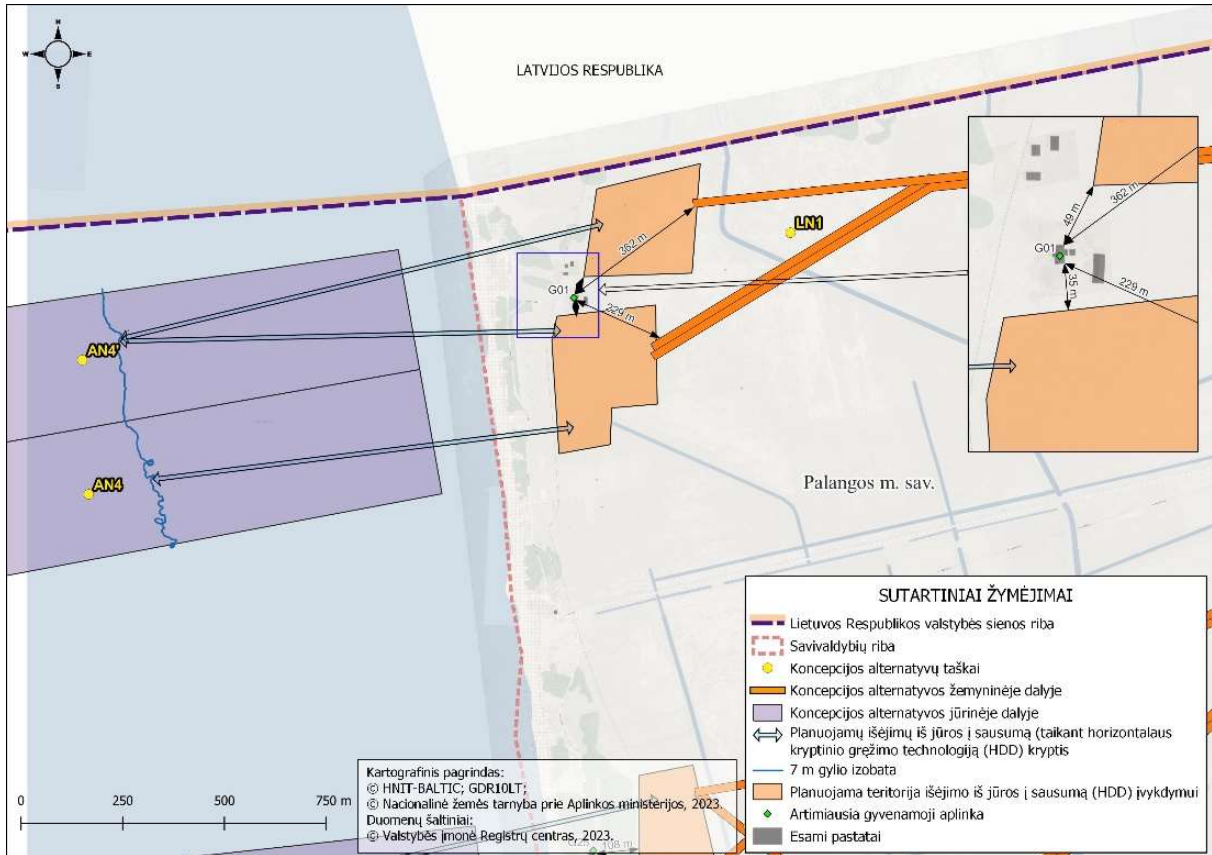 N
W
E
S
LATVIJOS RESPUBLIKA
LN1
362 m
G01
229 m
AN4'
AN4
49 m
362 m
G01
35 m
229 m
Palangos m. sav.
SUTARTINIAI ŽYMĖJIMAI
Lietuvos Respublikos valstybės sienos riba
Savivaldybių riba
Koncepcijos alternatyvų taškai
Koncepcijos alternatyvos žemyninėje dalyje
Koncepcijos alternatyvos jūrinėje dalyje
Planuojamų išėjimų iš jūros į sausumą (taikant horizontalaus
kryptinio gręžimo technologiją (HDD) kryptis
7 m gylio izobata
Planuojama teritorija išėjimo iš jūros į sausumą (HDD) įvykdymui
Artimiausia gyvenamoji aplinka
Esami pastatai
Kartografinis pagrindas:
© HNIT-BALTIC; GDR10LT;
© Nacionalinė žemės tarnyba prie Aplinkos ministerijos, 2023.
Duomenų šaltiniai:
© Valstybės įmonė Registrų centras, 2023.
0 250 500 750 m
108 m